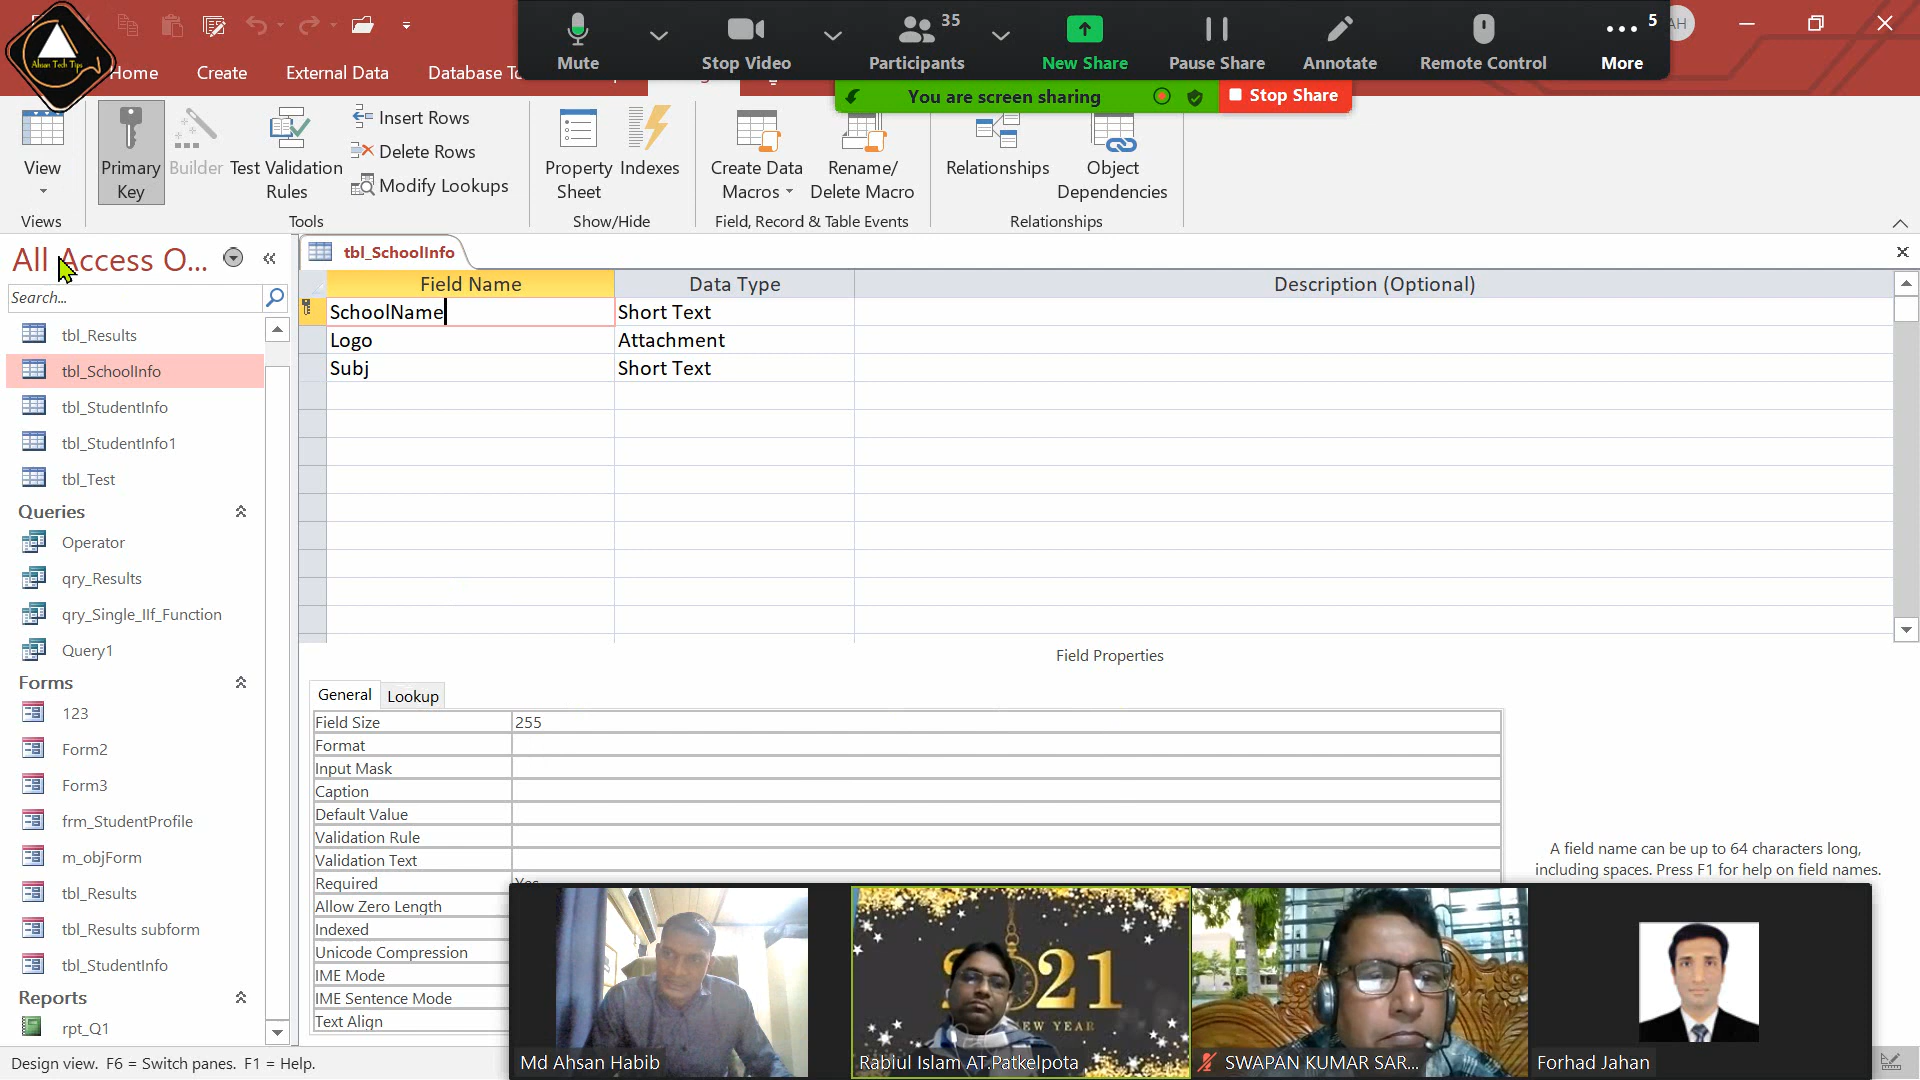 Ahsan Tech Tips
Home
Create
External Data
Mute
Stop Video
35
Participants
New Share
Pause Share
Annotate
Remote Control
5
More
AH
You are screen sharing
Stop Share
View
Primary
Key
Builder
Test Validation
Rules
Insert Rows
Delete Rows
Modify Lookups
Property
Sheet
Indexes
Create Data
Macros
Rename/
Delete Macro
Relationships
Object
Dependencies
Views
Tools
Show/Hide
Field, Record & Table Events
Relationships
All Access O...
Search...
tbl_Results
tbl_SchoolInfo
tbl_StudentInfo
tbl_StudentInfo1
tbl_Test
Queries
Operator
qry_Results
qry_Single_IIf_Function
Query1
Forms
123
Form2
Form3
frm_StudentProfile
m_objForm
tbl_Results
tbl_Results subform
tbl_StudentInfo
Reports
rpt_Q1
tbl_SchoolInfo
Field Name Data Type Description (Optional)
SchoolName Short Text
Logo Attachment
Subj Short Text
Field Properties
General Lookup
Field Size 255
Format
Input Mask
Caption
Default Value
Validation Rule
Validation Text
Required Yes
Allow Zero Length
Indexed
Unicode Compression
IME Mode
IME Sentence Mode
Text Align
A field name can be up to 64 characters long,
including spaces. Press F1 for help on field names.
Md Ahsan Habib
21
EW YEAR
Rabiul Islam AT.Patkelpota
SWAPAN KUMAR SAR...
Forhad Jahan
Design view. F6 = Switch panes. F1 = Help.